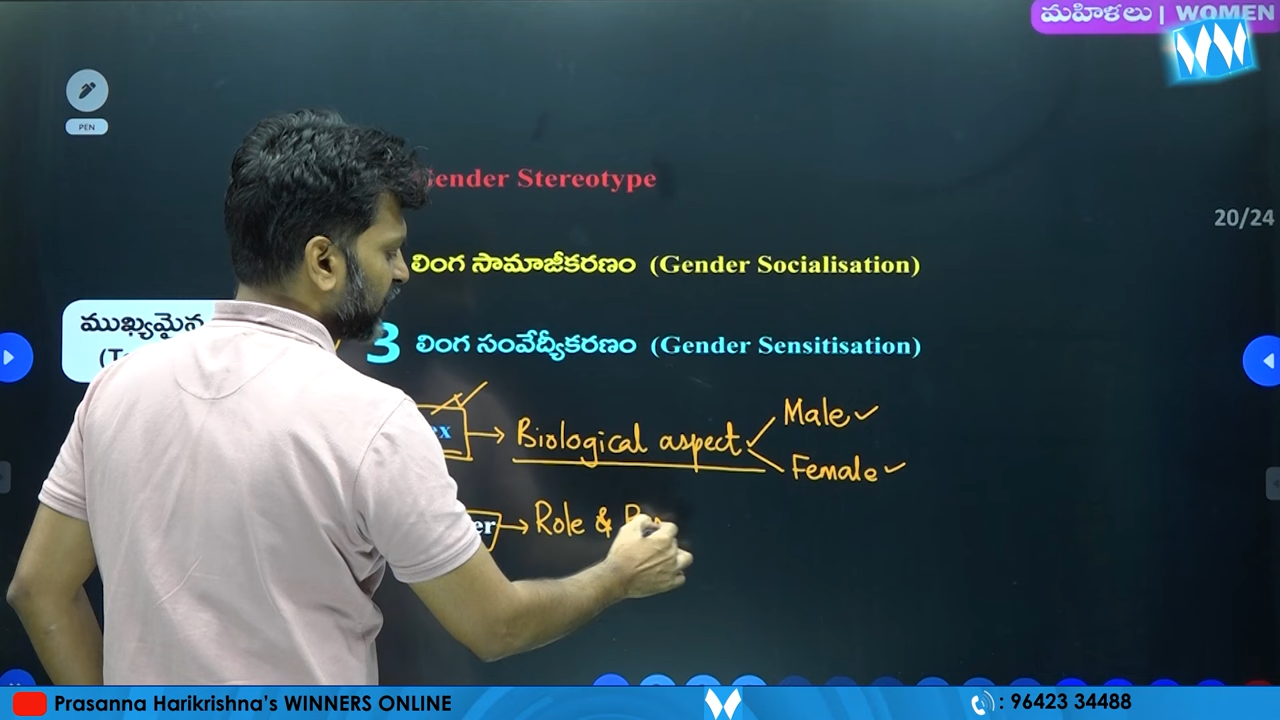 మహిళలు | WOMEN
PEN
Gender Stereotype
20/24
లింగ సామాజీకరణం (Gender Socialisation)
ముఖ్యమైన
3 లింగ సంవేద్యీకరణం (Gender Sensitisation)
Biological aspect
Male
Female
Role &
Prasanna Harikrishna's WINNERS ONLINE
: 96423 34488